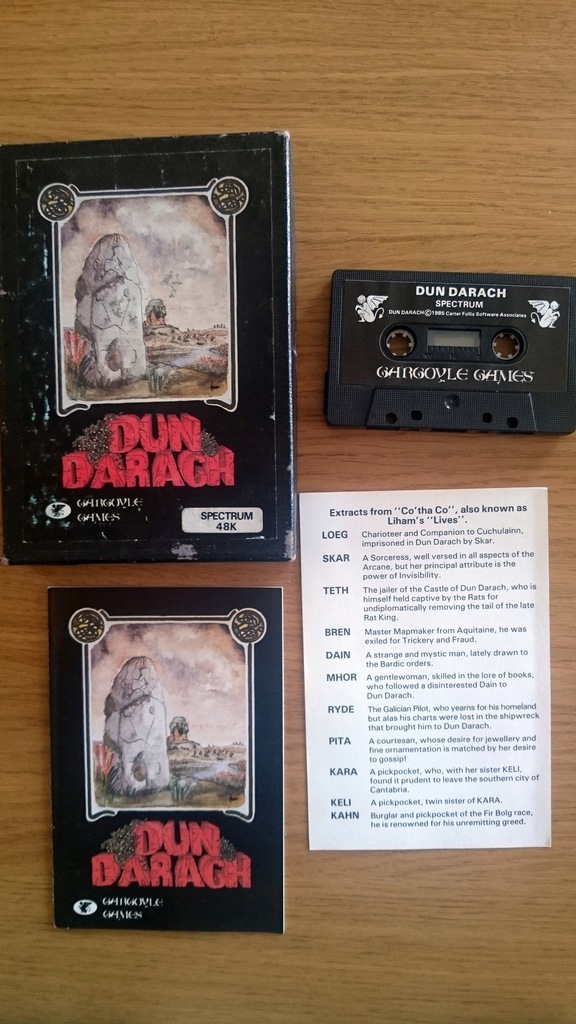 DUN
DARACH
GARGOYLE
GAMES
SPECTRUM
48K
DUN DARACH
SPECTRUM
DUN DARACH©1985 Carter Follis Software Associates
GARGOYLE GAMES
Extracts from "Co'tha Co", also known as
Liham's "Lives".
LOEG Charioteer and Companion to Cuchulainn,
imprisoned in Dun Darach by Skar.
SKAR A Sorceress, well versed in all aspects of the
Arcane, but her principal attribute is the
power of Invisibility.
TETH The jailer of the Castle of Dun Darach, who is
himself held captive by the Rats for
undiplomatically removing the tail of the late
Rat King.
BREN Master Mapmaker from Aquitaine, he was
exiled for Trickery and Fraud.
DAIN A strange and mystic man, lately drawn to
the Bardic orders.
MHOR A gentlewoman, skilled in the lore of books,
who followed a disinterested Dain to
Dun Darach.
RYDE The Galician Pilot, who yearns for his homeland
but alas his charts were lost in the shipwreck
that brought him to Dun Darach.
PITA A courtesan, whose desire for jewellery and
fine ornamentation is matched by her desire
to gossip!
KARA A pickpocket, who, with her sister KELI,
found it prudent to leave the southern city of
Cantabria.
KELI A pickpocket, twin sister of KARA.
KAHN Burglar and pickpocket of the Fir Bolg race,
he is renowned for his unremitting greed.
DUN
DARACH
GARGOYLE
GAMES